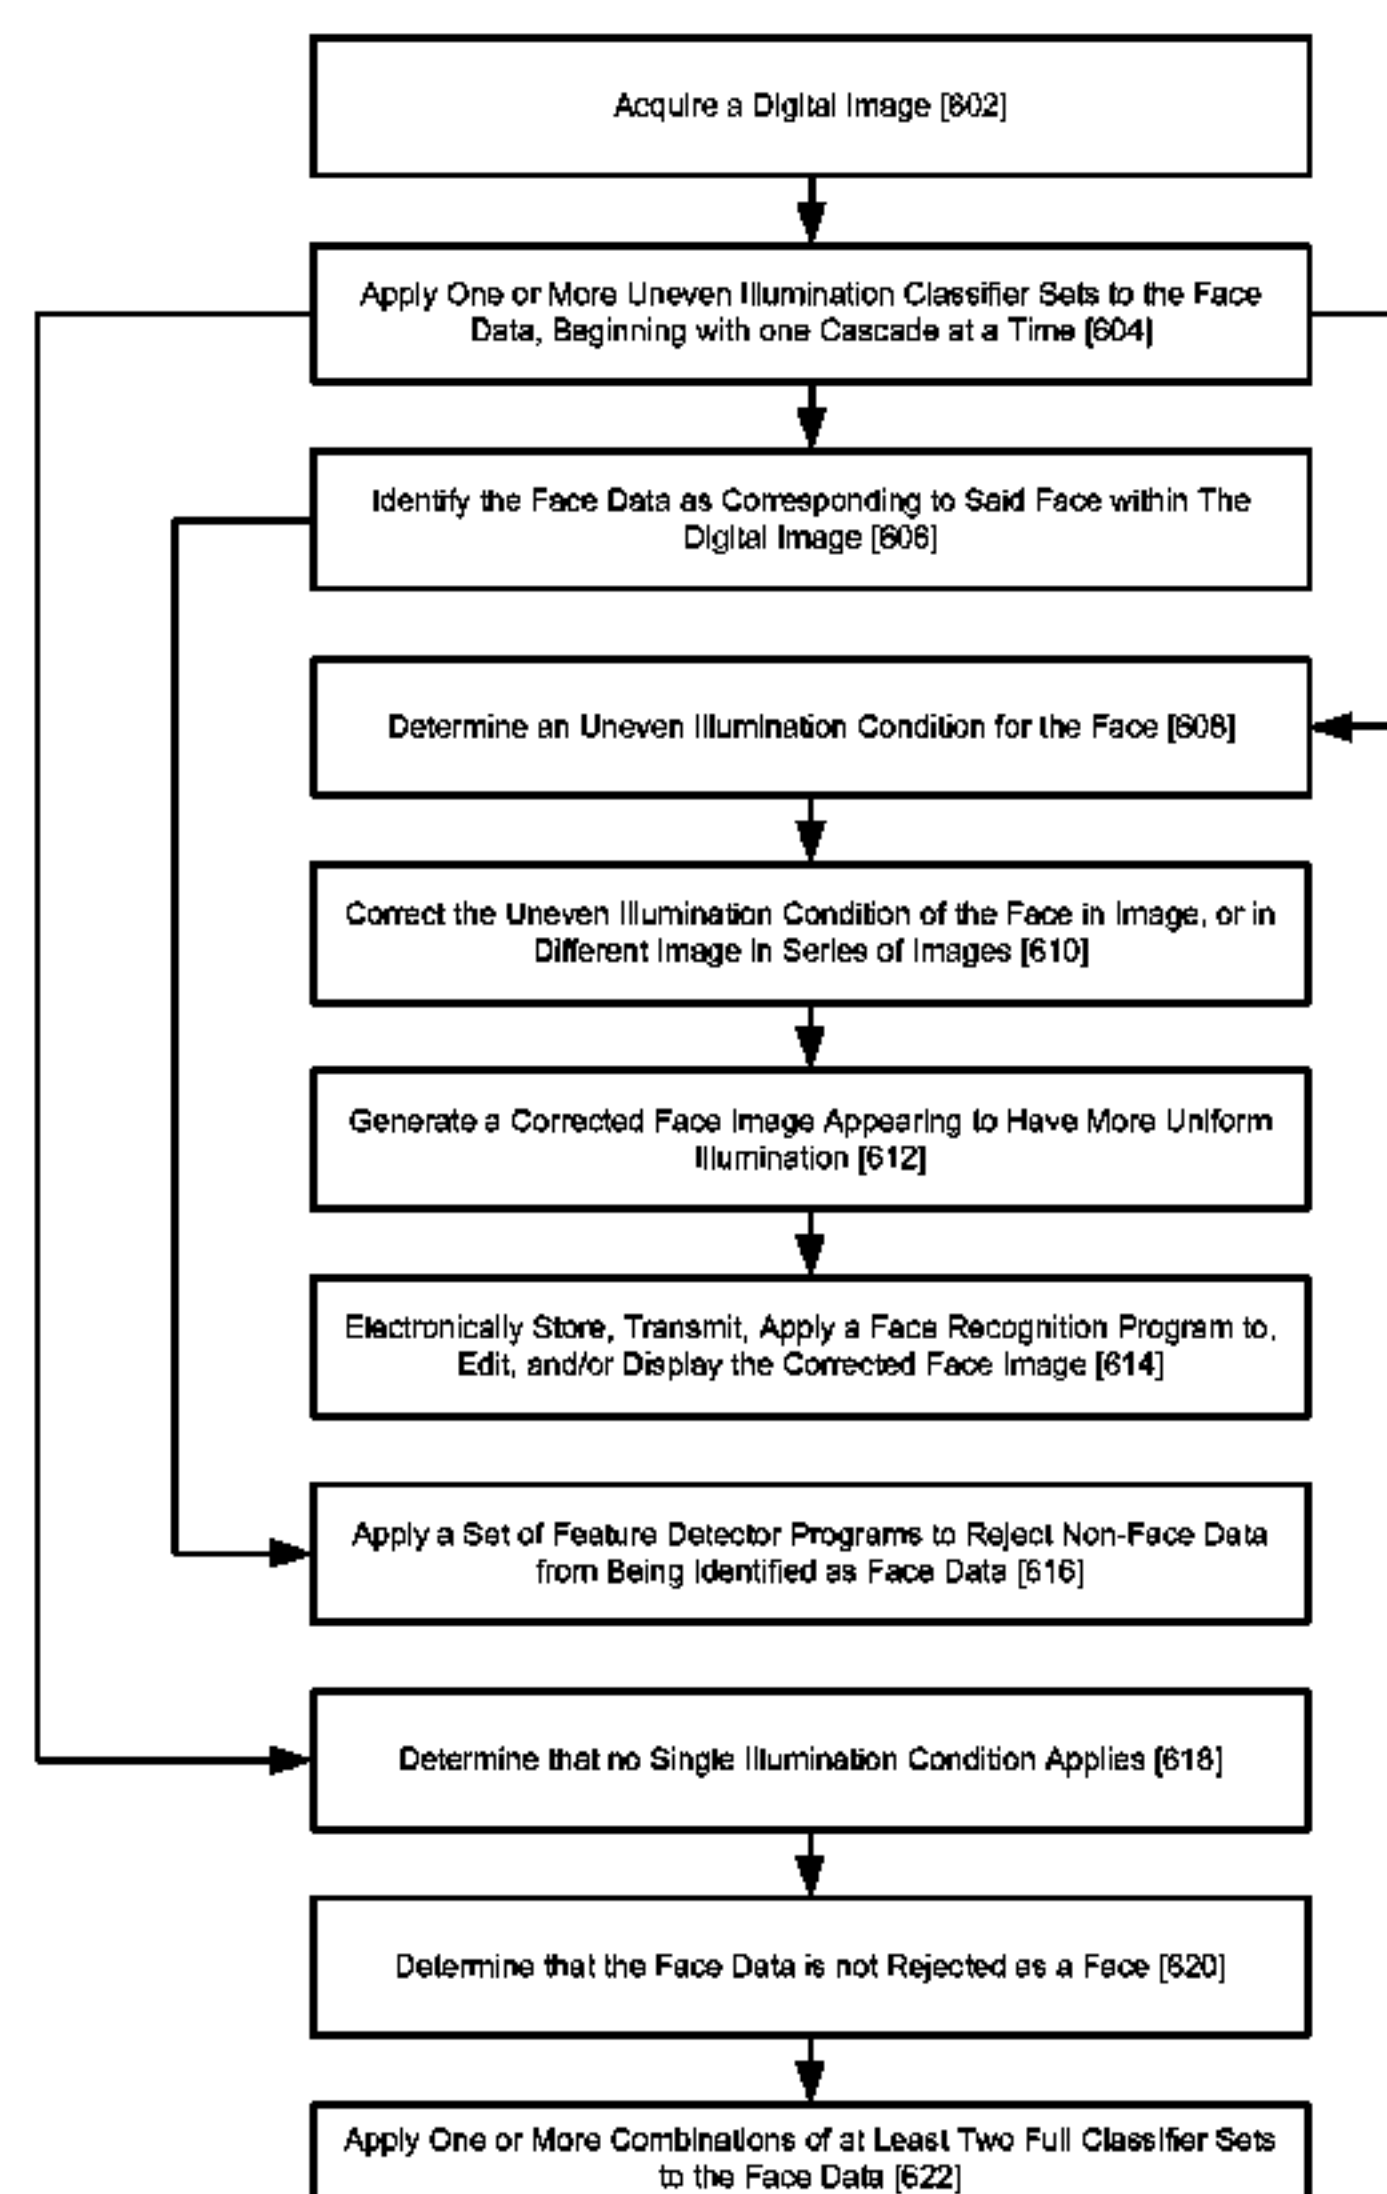 Acquire a Digital Image [602]
Apply One or More Uneven Illumination Classifier Sets to the Face
Data, Beginning with one Cascade at a Time [604]
Identify the Face Data as Corresponding to Said Face within The
Digital Image [606]
Determine an Uneven Illumination Condition for the Face [608]
Correct the Uneven Illumination Condition of the Face in Image, or in
Different Image in Series of Images [610]
Generate a Corrected Face Image Appearing to Have More Uniform
Illumination [612]
Electronically Store, Transmit, Apply a Face Recognition Program to,
Edit, and/or Display the Corrected Face Image [614]
Apply a Set of Feature Detector Programs to Reject Non-Face Data
from Being Identified as Face Data [616]
Determine that no Single Illumination Condition Applies [618]
Determine that the Face Data is not Rejected as a Face [620]
Apply One or More Combinations of at Least Two Full Classifier Sets
to the Face Data [622]